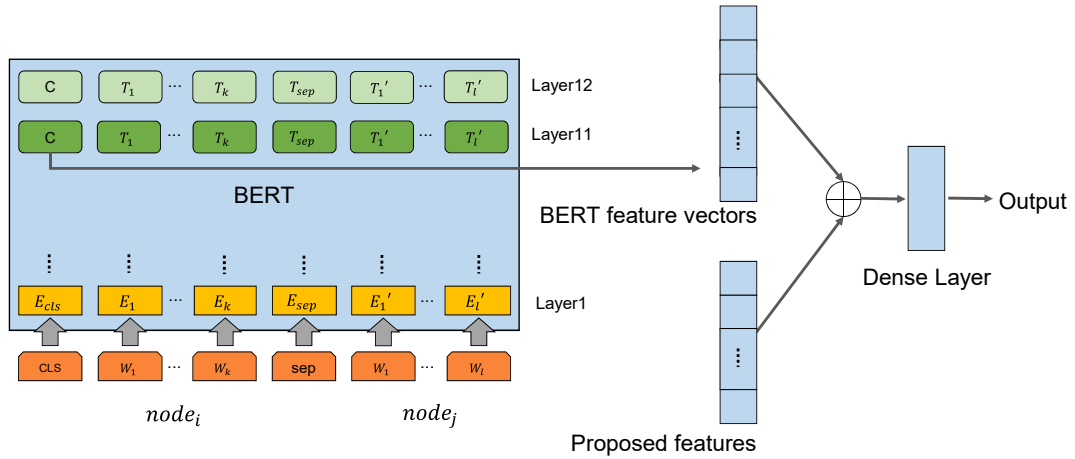 C T₁ ... Tₖ Tₛₑₚ T₁′ ... Tₗ′ Layer12
C T₁ ... Tₖ Tₛₑₚ T₁′ ... Tₗ′ Layer11
BERT
BERT feature vectors
Output
Dense Layer
E_cls E₁ ... Eₖ Eₛₑₚ E₁′ ... Eₗ′ Layer1
CLS W₁ ... Wₖ sep W₁ ... Wₗ
nodeᵢ nodeⱼ
Proposed features